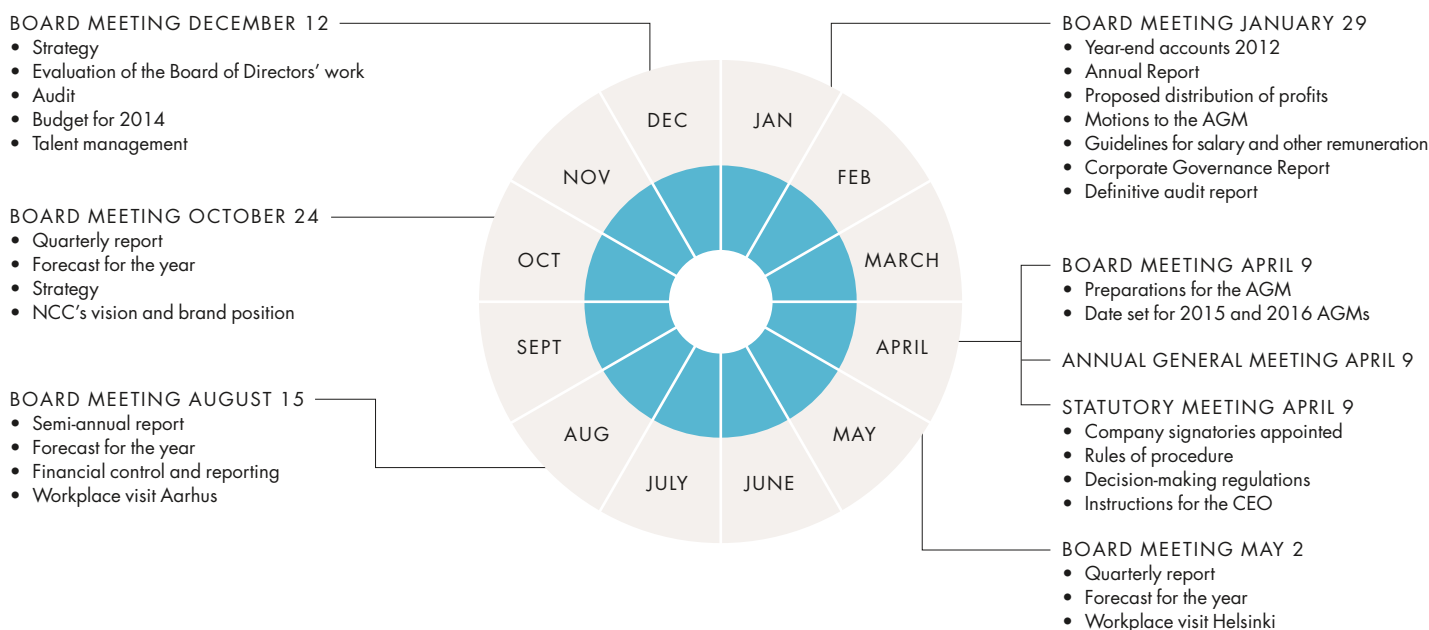 BOARD MEETING DECEMBER 12
• Strategy
• Evaluation of the Board of Directors’ work
• Audit
• Budget for 2014
• Talent management
BOARD MEETING OCTOBER 24
• Quarterly report
• Forecast for the year
• Strategy
• NCC’s vision and brand position
BOARD MEETING AUGUST 15
• Semi-annual report
• Forecast for the year
• Financial control and reporting
• Workplace visit Aarhus
JAN
FEB
MARCH
APRIL
MAY
JUNE
JULY
AUG
SEPT
OCT
NOV
DEC
BOARD MEETING JANUARY 29
• Year-end accounts 2012
• Annual Report
• Proposed distribution of profits
• Motions to the AGM
• Guidelines for salary and other remuneration
• Corporate Governance Report
• Definitive audit report
BOARD MEETING APRIL 9
• Preparations for the AGM
• Date set for 2015 and 2016 AGMs
ANNUAL GENERAL MEETING APRIL 9
STATUTORY MEETING APRIL 9
• Company signatories appointed
• Rules of procedure
• Decision-making regulations
• Instructions for the CEO
BOARD MEETING MAY 2
• Quarterly report
• Forecast for the year
• Workplace visit Helsinki